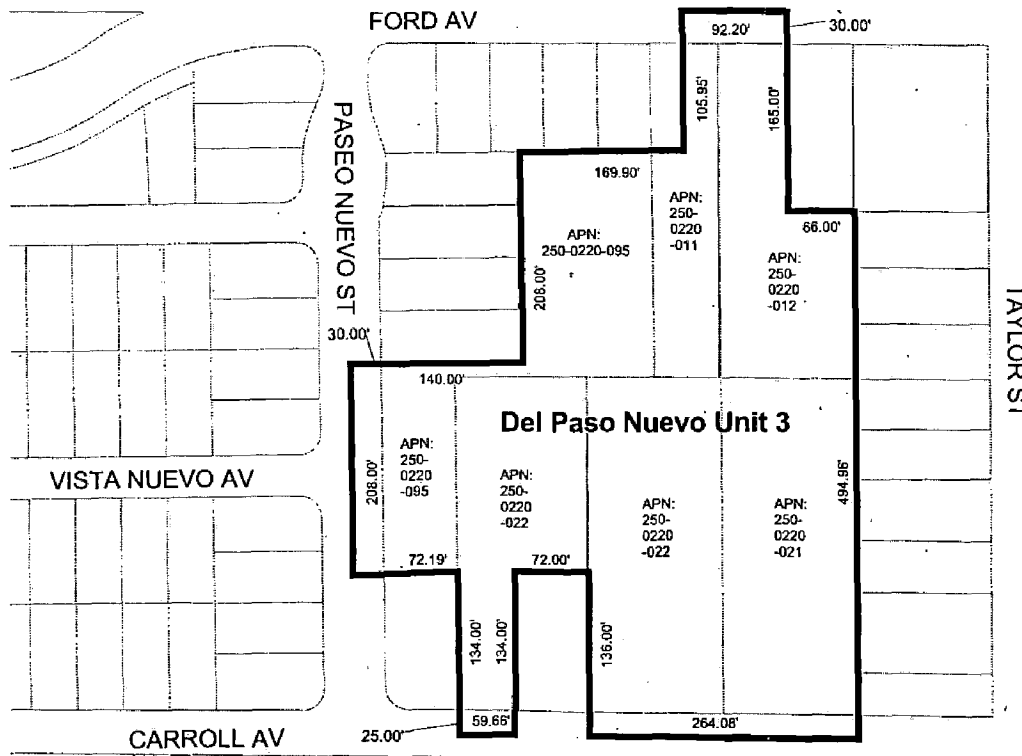 FORD AV
92.20'
30.00'
105.95'
165.00'
PASEO NUEVO ST
169.90'
APN:
250-0220-095
APN:
250-
0220
-011
66.00'
APN:
250-
0220
-012
208.00'
TAYLOR ST
30.00'
140.00'
Del Paso Nuevo Unit 3
APN:
250-
0220
-095
APN:
250-
0220
-022
APN:
250-
0220
-022
APN:
250-
0220
-021
208.00'
494.96'
VISTA NUEVO AV
72.19'
72.00'
134.00'
134.00'
136.00'
59.66'
264.08'
25.00'
CARROLL AV